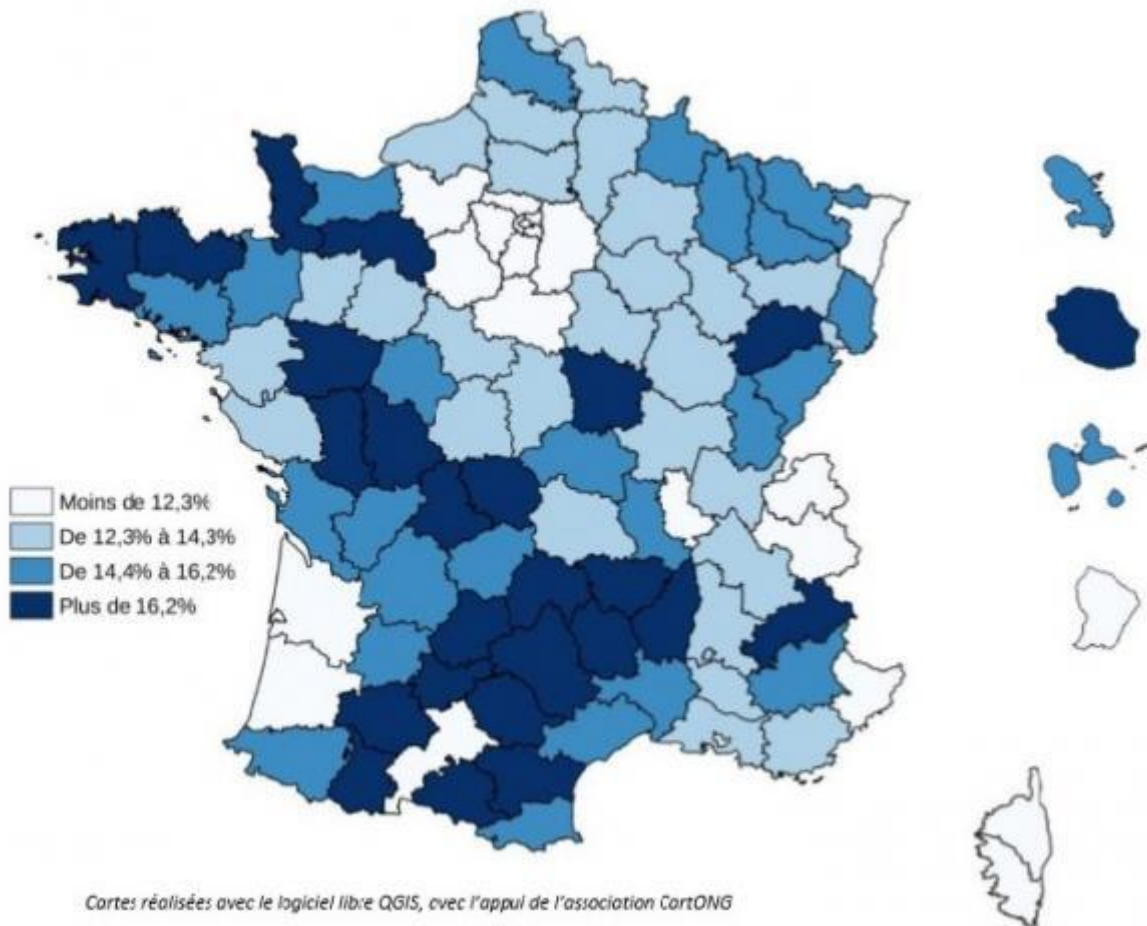 Moins de 12,3%
De 12,3% à 14,3%
De 14,4% à 16,2%
Plus de 16,2%
Cartes réalisées avec le logiciel libre QGIS, avec l'appui de l'association CartONG